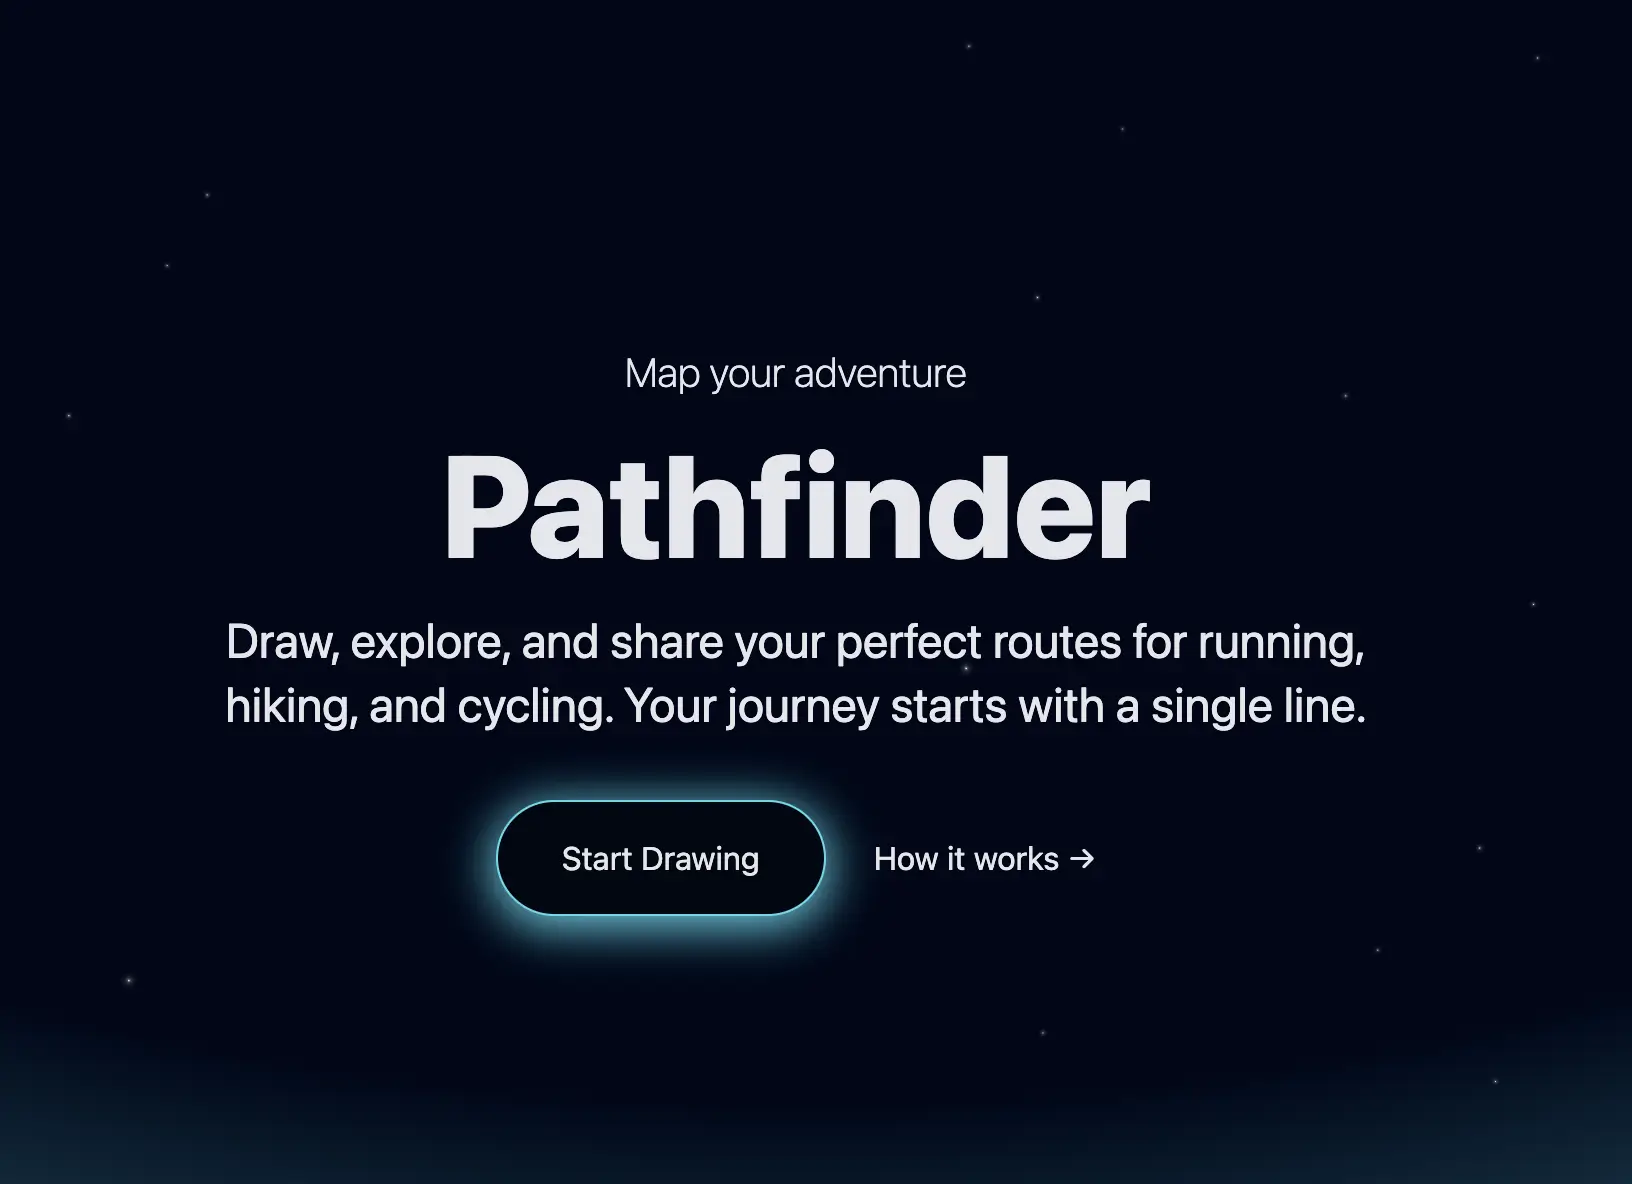 Map your adventure
Pathfinder
Draw, explore, and share your perfect routes for running,
hiking, and cycling. Your journey starts with a single line.
Start Drawing
How it works →